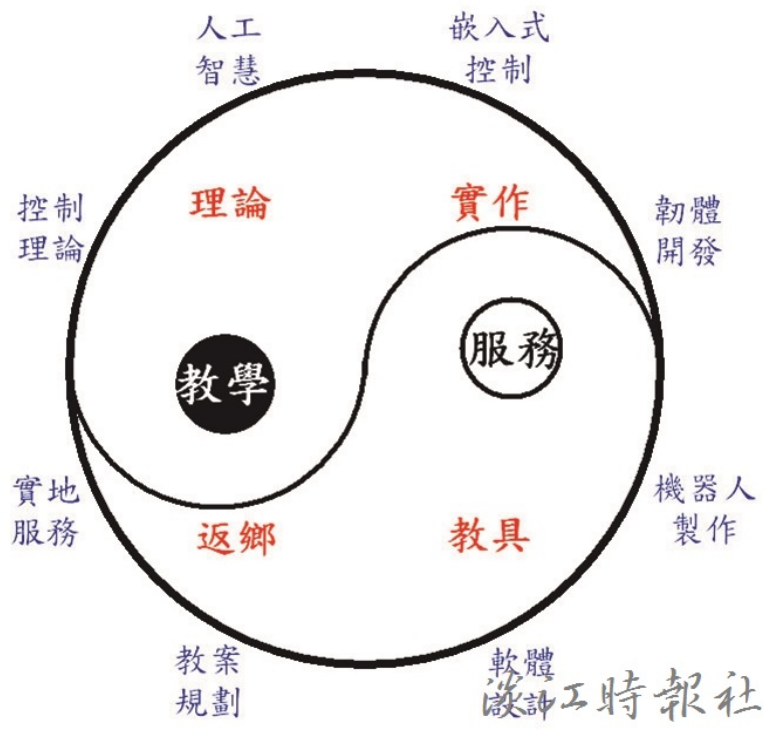 人工
智慧
嵌入式
控制
控制
理論
理論
實作
韌體
開發
教學
服務
實地
服務
返鄉
教具
機器人
製作
教案
規劃
軟體
設計
淡江時報社